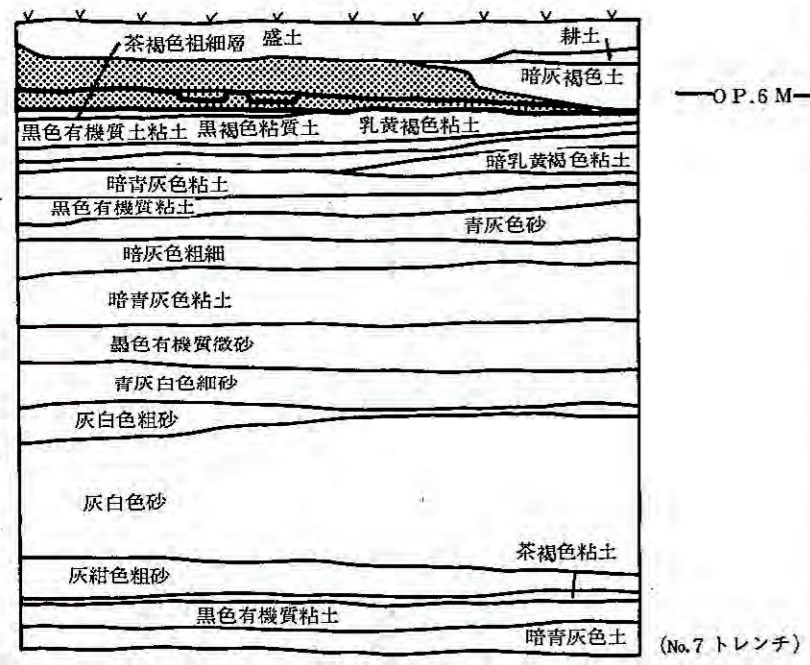 茶褐色祖細層
盛土
耕土
暗灰褐色土
OP.6M
黒色有機質土粘土
黒褐色粘質土
乳黄褐色粘土
暗乳黄褐色粘土
暗青灰色粘土
黒色有機質粘土
青灰色砂
暗灰色粗細
暗青灰色粘土
墨色有機質微砂
青灰白色細砂
灰白色粗砂
灰白色砂
茶褐色粘土
灰紺色粗砂
黒色有機質粘土
暗青灰色土
(No.7 トレンチ)